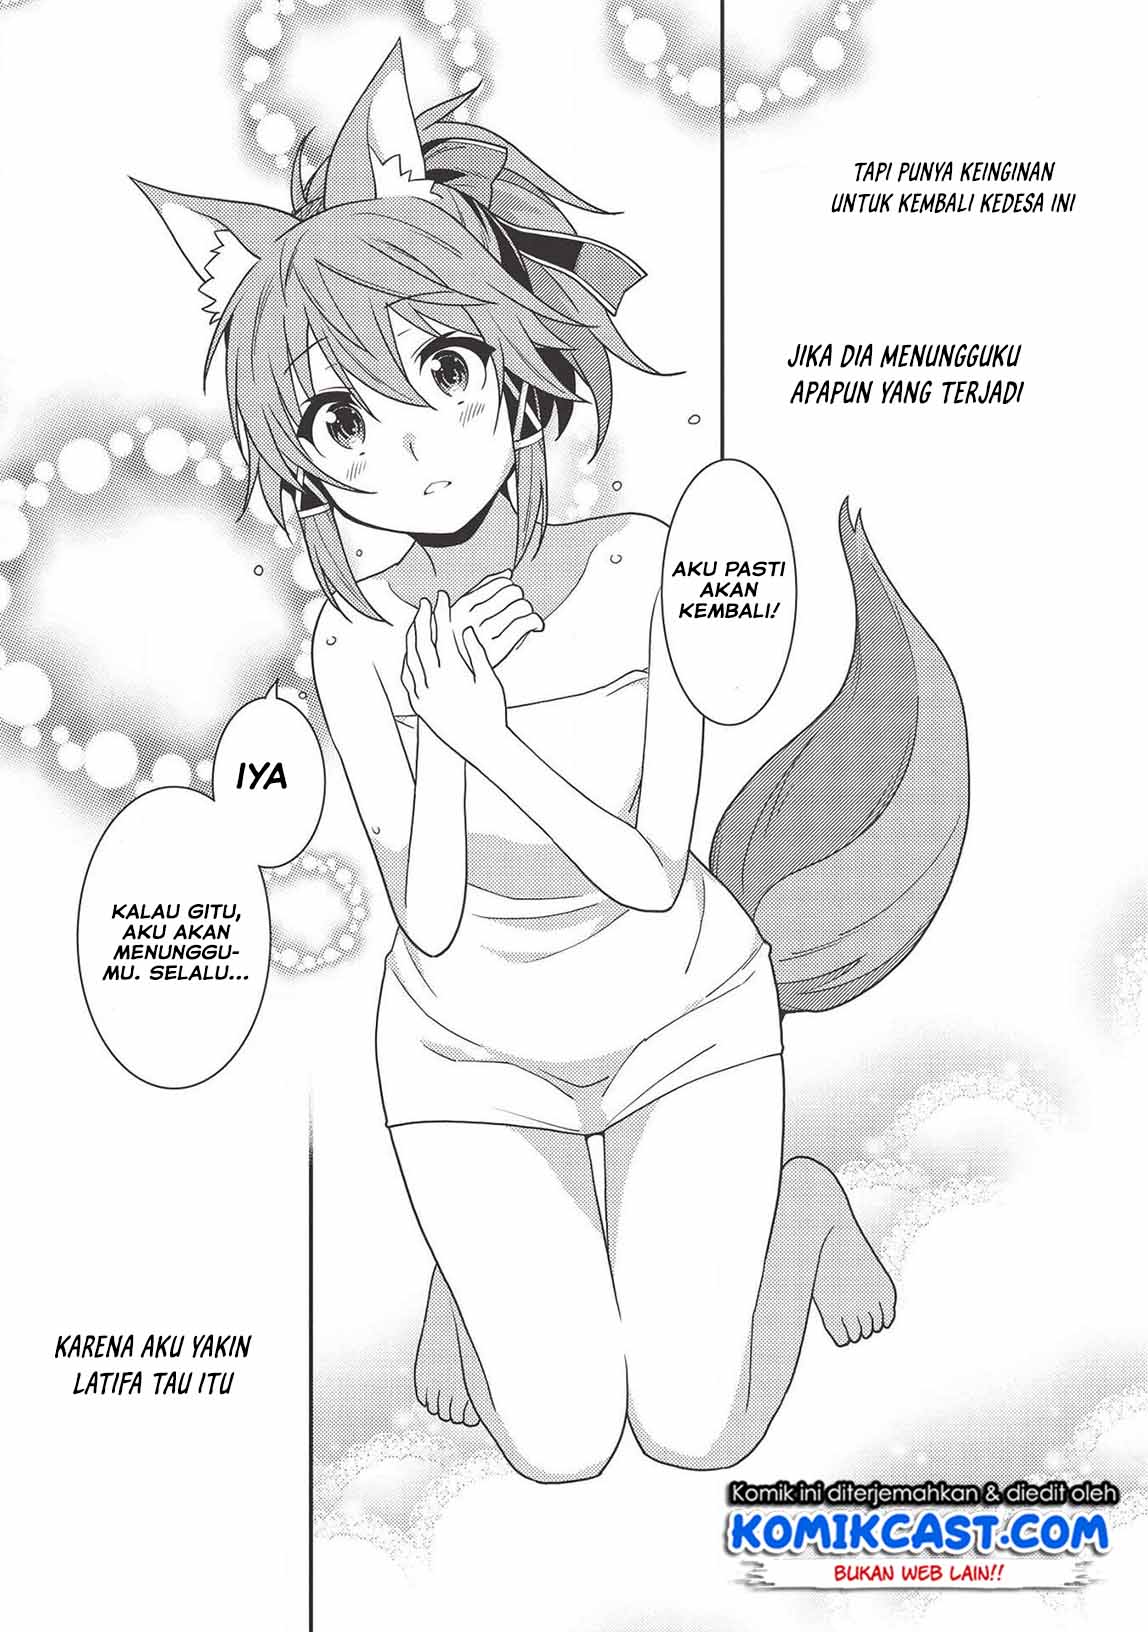 TAPI PUNYA KEINGINAN
UNTUK KEMBALI KEDESA INI
JIKA DIA MENUNGGUKU
APAPUN YANG TERJADI
AKU PASTI
AKAN
KEMBALI!
IYA
KALAU GITU,
AKU AKAN
MENUNGGU-
MU. SELALU...
KARENA AKU YAKIN
LATIFA TAU ITU
Komik ini diterjemahkan & diedit oleh
KOMIKCAST.COM
BUKAN WEB LAIN!!